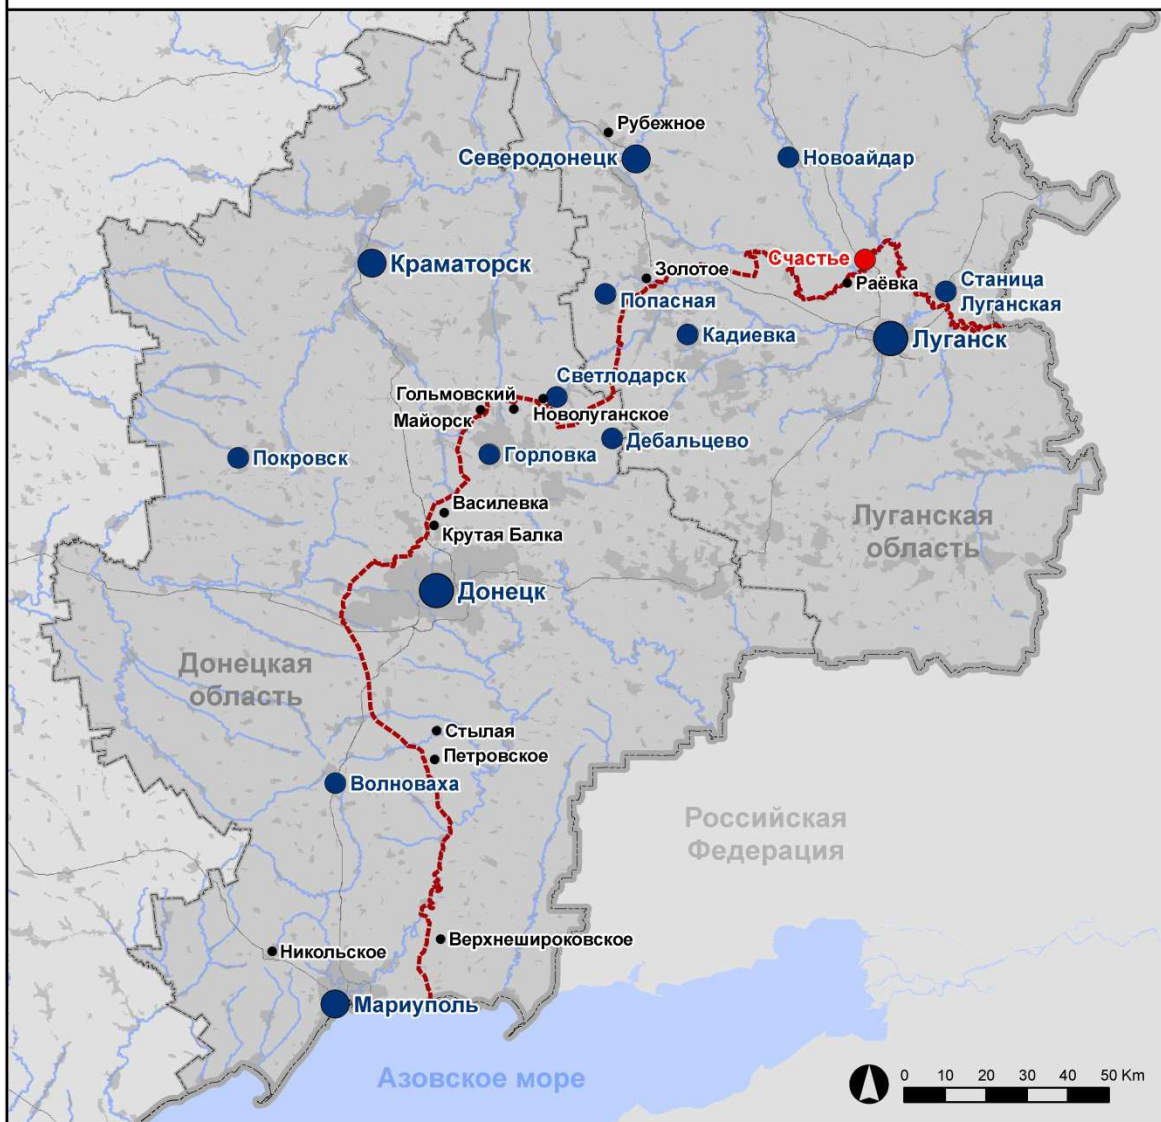 Рубежное
Северодонецк
Новоайдар
Счастье
Краматорск
Золотое
Раёвка
Станица
Луганская
Попасная
Кадиевка
Луганск
Светлодарск
Гольмовский
Майорск
Новолуганское
Дебальцево
Покровск
Горловка
Василевка
Крутая Балка
Луганская
область
Донецк
Донецкая
область
Стылая
Петровское
Волноваха
Российская
Федерация
Верхнешироковское
Никольское
Мариуполь
Азовское море
0 10 20 30 40 50 Km